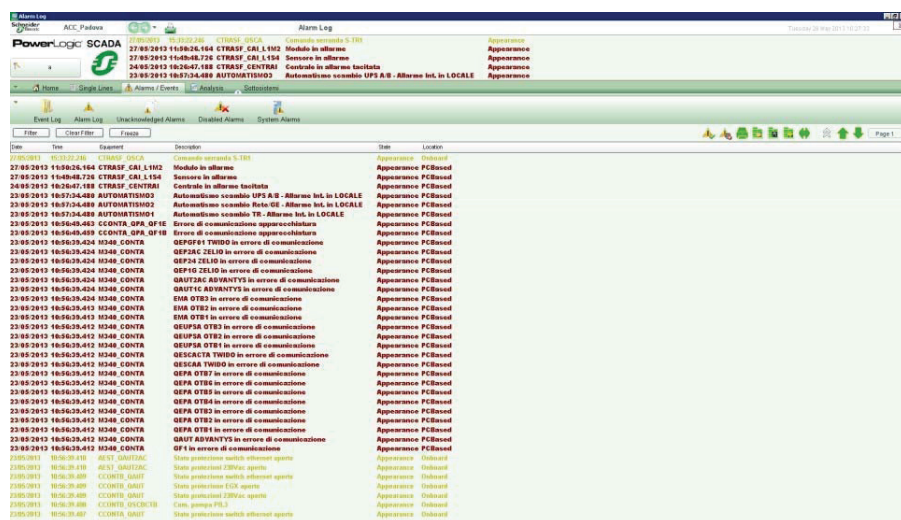 Alarm Log
Schneider Electric ACC_Padova Alarm Log
PowerLogic SCADA
27/05/2013 15:33:22.246 CTRASF_QSCA Comando serranda S.TR1 Appearance
27/05/2013 11:50:26.164 CTRASF_CAI_L1M2 Modulo in allarme Appearance
27/05/2013 11:49:48.726 CTRASF_CAI_L1S4 Sensore in allarme Appearance
24/05/2013 10:26:47.188 CTRASF_CENTRAI Centrale in allarme tacitata Appearance
23/05/2013 10:57:34.480 AUTOMATISMO3 Automatismo scambio UPS A/B - Allarme Int. in LOCALE Appearance
Home Single Lines Alarms / Events Analysis Sottosistemi
Event Log Alarm Log Unacknowledged Alarms Disabled Alarms System Alarms
Filter Clear Filter Freeze Page 1
Date Time Equipment Description State Location
27/05/2013 15:33:22.246 CTRASF_QSCA Comando serranda S.TR1 Appearance Onboard
27/05/2013 11:50:26.164 CTRASF_CAI_L1M2 Modulo in allarme Appearance PCBased
27/05/2013 11:49:48.726 CTRASF_CAI_L1S4 Sensore in allarme Appearance PCBased
24/05/2013 10:26:47.188 CTRASF_CENTRAI Centrale in allarme tacitata Appearance PCBased
23/05/2013 10:57:34.480 AUTOMATISMO3 Automatismo scambio UPS A/B - Allarme Int. in LOCALE Appearance PCBased
23/05/2013 10:57:34.480 AUTOMATISMO2 Automatismo scambio Rete/GE - Allarme Int. in LOCALE Appearance PCBased
23/05/2013 10:57:34.480 AUTOMATISMO1 Automatismo scambio TR - Allarme Int. in LOCALE Appearance PCBased
23/05/2013 10:56:49.463 CCONTA_QPA_QF1E Errore di comunicazione apparecchiatura Appearance PCBased
23/05/2013 10:56:49.459 CCONTA_QPA_QF1B Errore di comunicazione apparecchiatura Appearance PCBased
23/05/2013 10:56:39.424 M340_CONTA QEPGF01 TWIDO in errore di comunicazione Appearance PCBased
23/05/2013 10:56:39.424 M340_CONTA QEP2AC ZELIO in errore di comunicazione Appearance PCBased
23/05/2013 10:56:39.424 M340_CONTA QEP24 ZELIO in errore di comunicazione Appearance PCBased
23/05/2013 10:56:39.424 M340_CONTA QEP1G ZELIO in errore di comunicazione Appearance PCBased
23/05/2013 10:56:39.424 M340_CONTA QAUT2AC ADVANTYS in errore di comunicazione Appearance PCBased
23/05/2013 10:56:39.424 M340_CONTA QAUT1C ADVANTYS in errore di comunicazione Appearance PCBased
23/05/2013 10:56:39.424 M340_CONTA EMA OTB3 in errore di comunicazione Appearance PCBased
23/05/2013 10:56:39.413 M340_CONTA EMA OTB2 in errore di comunicazione Appearance PCBased
23/05/2013 10:56:39.413 M340_CONTA EMA OTB1 in errore di comunicazione Appearance PCBased
23/05/2013 10:56:39.412 M340_CONTA QEUPSA OTB3 in errore di comunicazione Appearance PCBased
23/05/2013 10:56:39.412 M340_CONTA QEUPSA OTB2 in errore di comunicazione Appearance PCBased
23/05/2013 10:56:39.412 M340_CONTA QEUPSA OTB1 in errore di comunicazione Appearance PCBased
23/05/2013 10:56:39.412 M340_CONTA QESCACTA TWIDO in errore di comunicazione Appearance PCBased
23/05/2013 10:56:39.412 M340_CONTA QESCAA TWIDO in errore di comunicazione Appearance PCBased
23/05/2013 10:56:39.412 M340_CONTA QEPA OTB7 in errore di comunicazione Appearance PCBased
23/05/2013 10:56:39.412 M340_CONTA QEPA OTB6 in errore di comunicazione Appearance PCBased
23/05/2013 10:56:39.412 M340_CONTA QEPA OTB5 in errore di comunicazione Appearance PCBased
23/05/2013 10:56:39.412 M340_CONTA QEPA OTB4 in errore di comunicazione Appearance PCBased
23/05/2013 10:56:39.412 M340_CONTA QEPA OTB3 in errore di comunicazione Appearance PCBased
23/05/2013 10:56:39.412 M340_CONTA QEPA OTB2 in errore di comunicazione Appearance PCBased
23/05/2013 10:56:39.412 M340_CONTA QEPA OTB1 in errore di comunicazione Appearance PCBased
23/05/2013 10:56:39.412 M340_CONTA QAUT ADVANTYS in errore di comunicazione Appearance PCBased
23/05/2013 10:56:39.412 M340_CONTA GF1 in errore di comunicazione Appearance PCBased
23/05/2013 10:56:39.410 AEST_QAUT2AC Stato protezione switch ethernet aperto Appearance Onboard
23/05/2013 10:56:39.410 AEST_QAUT2AC Stato protezioni 230Vac aperto Appearance Onboard
23/05/2013 10:56:39.409 CCONTB_QAUT Stato protezione switch ethernet aperto Appearance Onboard
23/05/2013 10:56:39.409 CCONTB_QAUT Stato protezione EGX aperto Appearance Onboard
23/05/2013 10:56:39.409 CCONTB_QAUT Stato protezioni 230Vac aperto Appearance Onboard
23/05/2013 10:56:39.408 CCONTB_QSCBCTB Com. pompa Appearance Onboard
23/05/2013 10:56:39.407 CCONTA_QAUT Stato protezione switch ethernet aperto Appearance Onboard